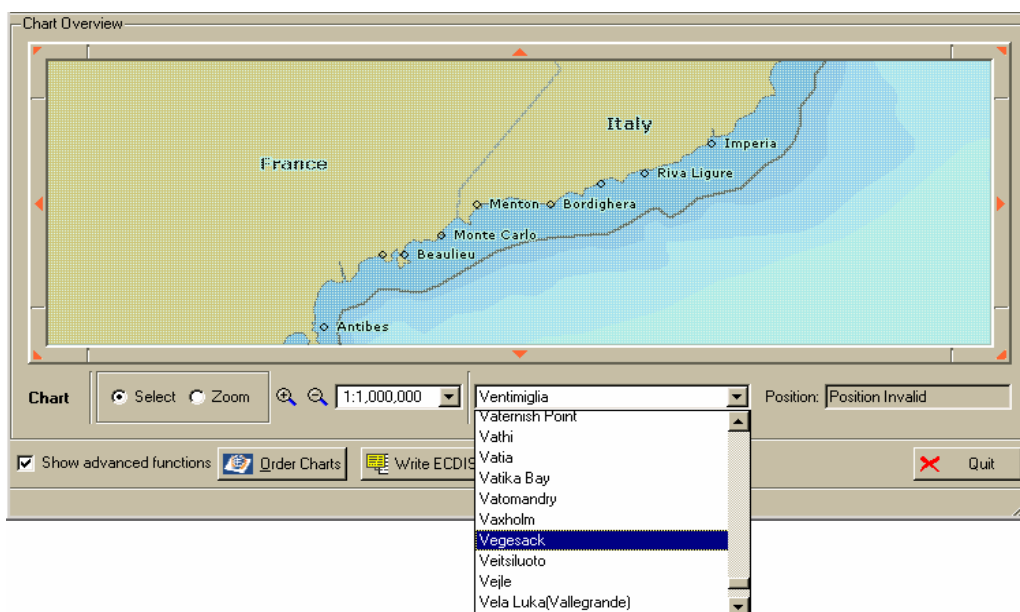 Chart Overview
Italy
Imperia
France
Riva Ligure
Menton
Bordighera
Monte Carlo
Beaulieu
Antibes
Chart
Select
Zoom
1:1,000,000
Ventimiglia
Position:
Position Invalid
Vaternish Point
Vathi
Vatia
Vatika Bay
Vatomandry
Vaxholm
Vegesack
Veitsiluoto
Vejle
Vela Luka(Vallegrande)
Show advanced functions
Order Charts
Write ECDIS
Quit